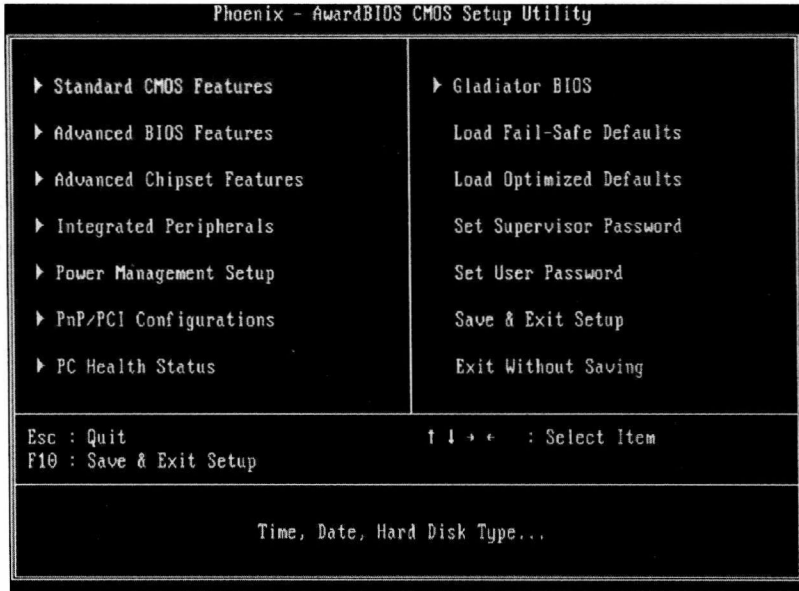 Phoenix - AwardBIOS CMOS Setup Utility
▶ Standard CMOS Features
▶ Advanced BIOS Features
▶ Advanced Chipset Features
▶ Integrated Peripherals
▶ Power Management Setup
▶ PnP/PCI Configurations
▶ PC Health Status
▶ Gladiator BIOS
Load Fail-Safe Defaults
Load Optimized Defaults
Set Supervisor Password
Set User Password
Save & Exit Setup
Exit Without Saving
Esc : Quit
F10 : Save & Exit Setup
↑ ↓ → ← : Select Item
Time, Date, Hard Disk Type...